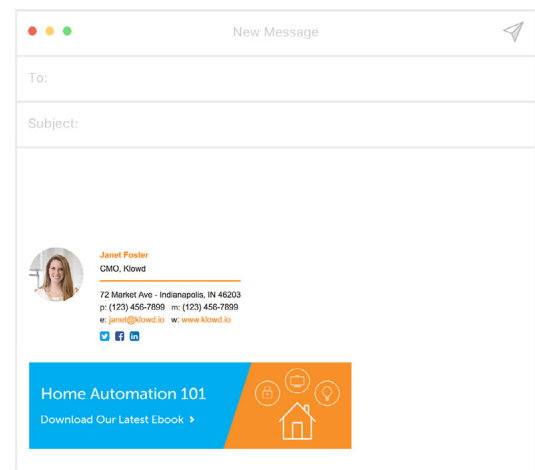 New Message
To:
Subject:
Janet Foster
CMO, Klowd
72 Market Ave - Indianapolis, IN 46203
p: (123) 456-7899 m: (123) 456-7899
e: janet@klowd.io w: www.klowd.io
Home Automation 101
Download Our Latest Ebook >